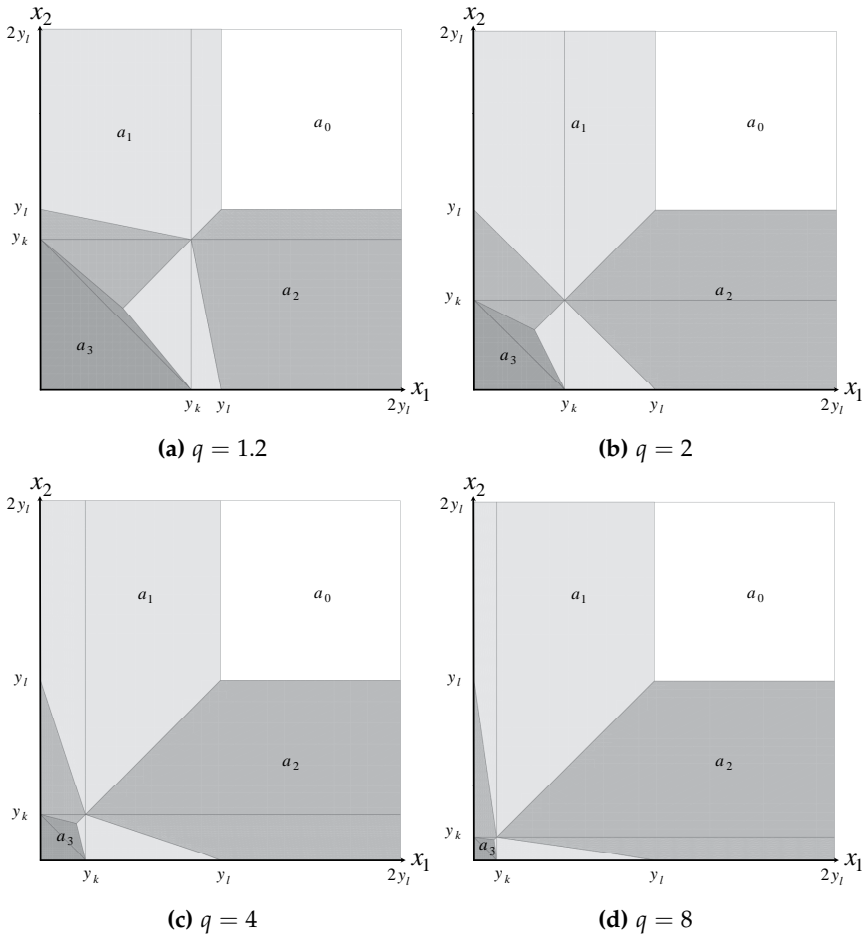 x2
x2
2yl
2yl
a1
a0
a1
a0
yl
yl
yk
a2
a2
yk
a3
a3
x1
x1
yk yl
2yl
yk
yl
2yl
(a) q = 1.2
(b) q = 2
x2
x2
2yl
2yl
a1
a0
a1
a0
yl
yl
a2
a2
yk
yk
a3
a3
x1
x1
yk
yl
2yl
yk
yl
2yl
(c) q = 4
(d) q = 8